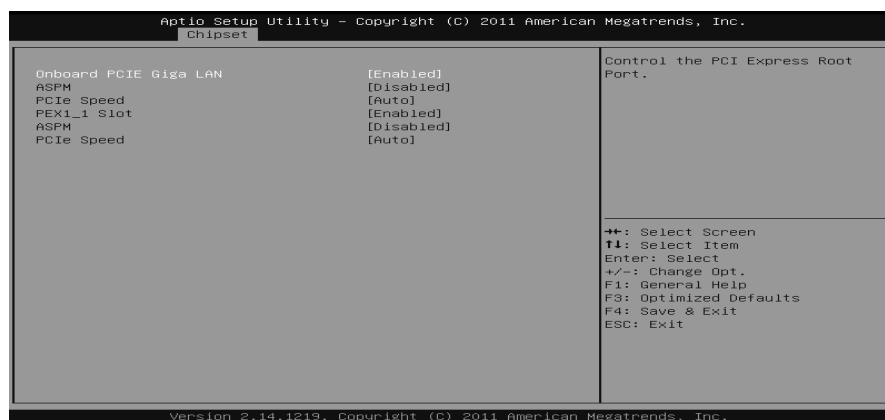 Aptio Setup Utility – Copyright (C) 2011 American Megatrends, Inc.
Chipset
Onboard PCIE Giga LAN [Enabled]
ASPM [Disabled]
PCIe Speed [Auto]
PEX1_1 Slot [Enabled]
ASPM [Disabled]
PCIe Speed [Auto]
Control the PCI Express Root
Port.
→←: Select Screen
↑↓: Select Item
Enter: Select
+/-: Change Opt.
F1: General Help
F3: Optimized Defaults
F4: Save & Exit
ESC: Exit
Version 2.14.1219. Copyright (C) 2011 American Megatrends, Inc.